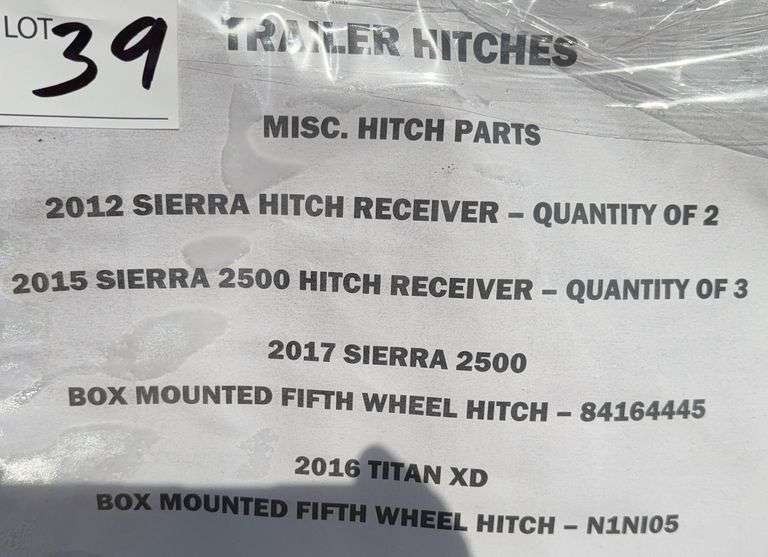 LOT 39
TRAILER HITCHES
MISC. HITCH PARTS
2012 SIERRA HITCH RECEIVER – QUANTITY OF 2
2015 SIERRA 2500 HITCH RECEIVER – QUANTITY OF 3
2017 SIERRA 2500
BOX MOUNTED FIFTH WHEEL HITCH – 84164445
2016 TITAN XD
BOX MOUNTED FIFTH WHEEL HITCH – N1NI05